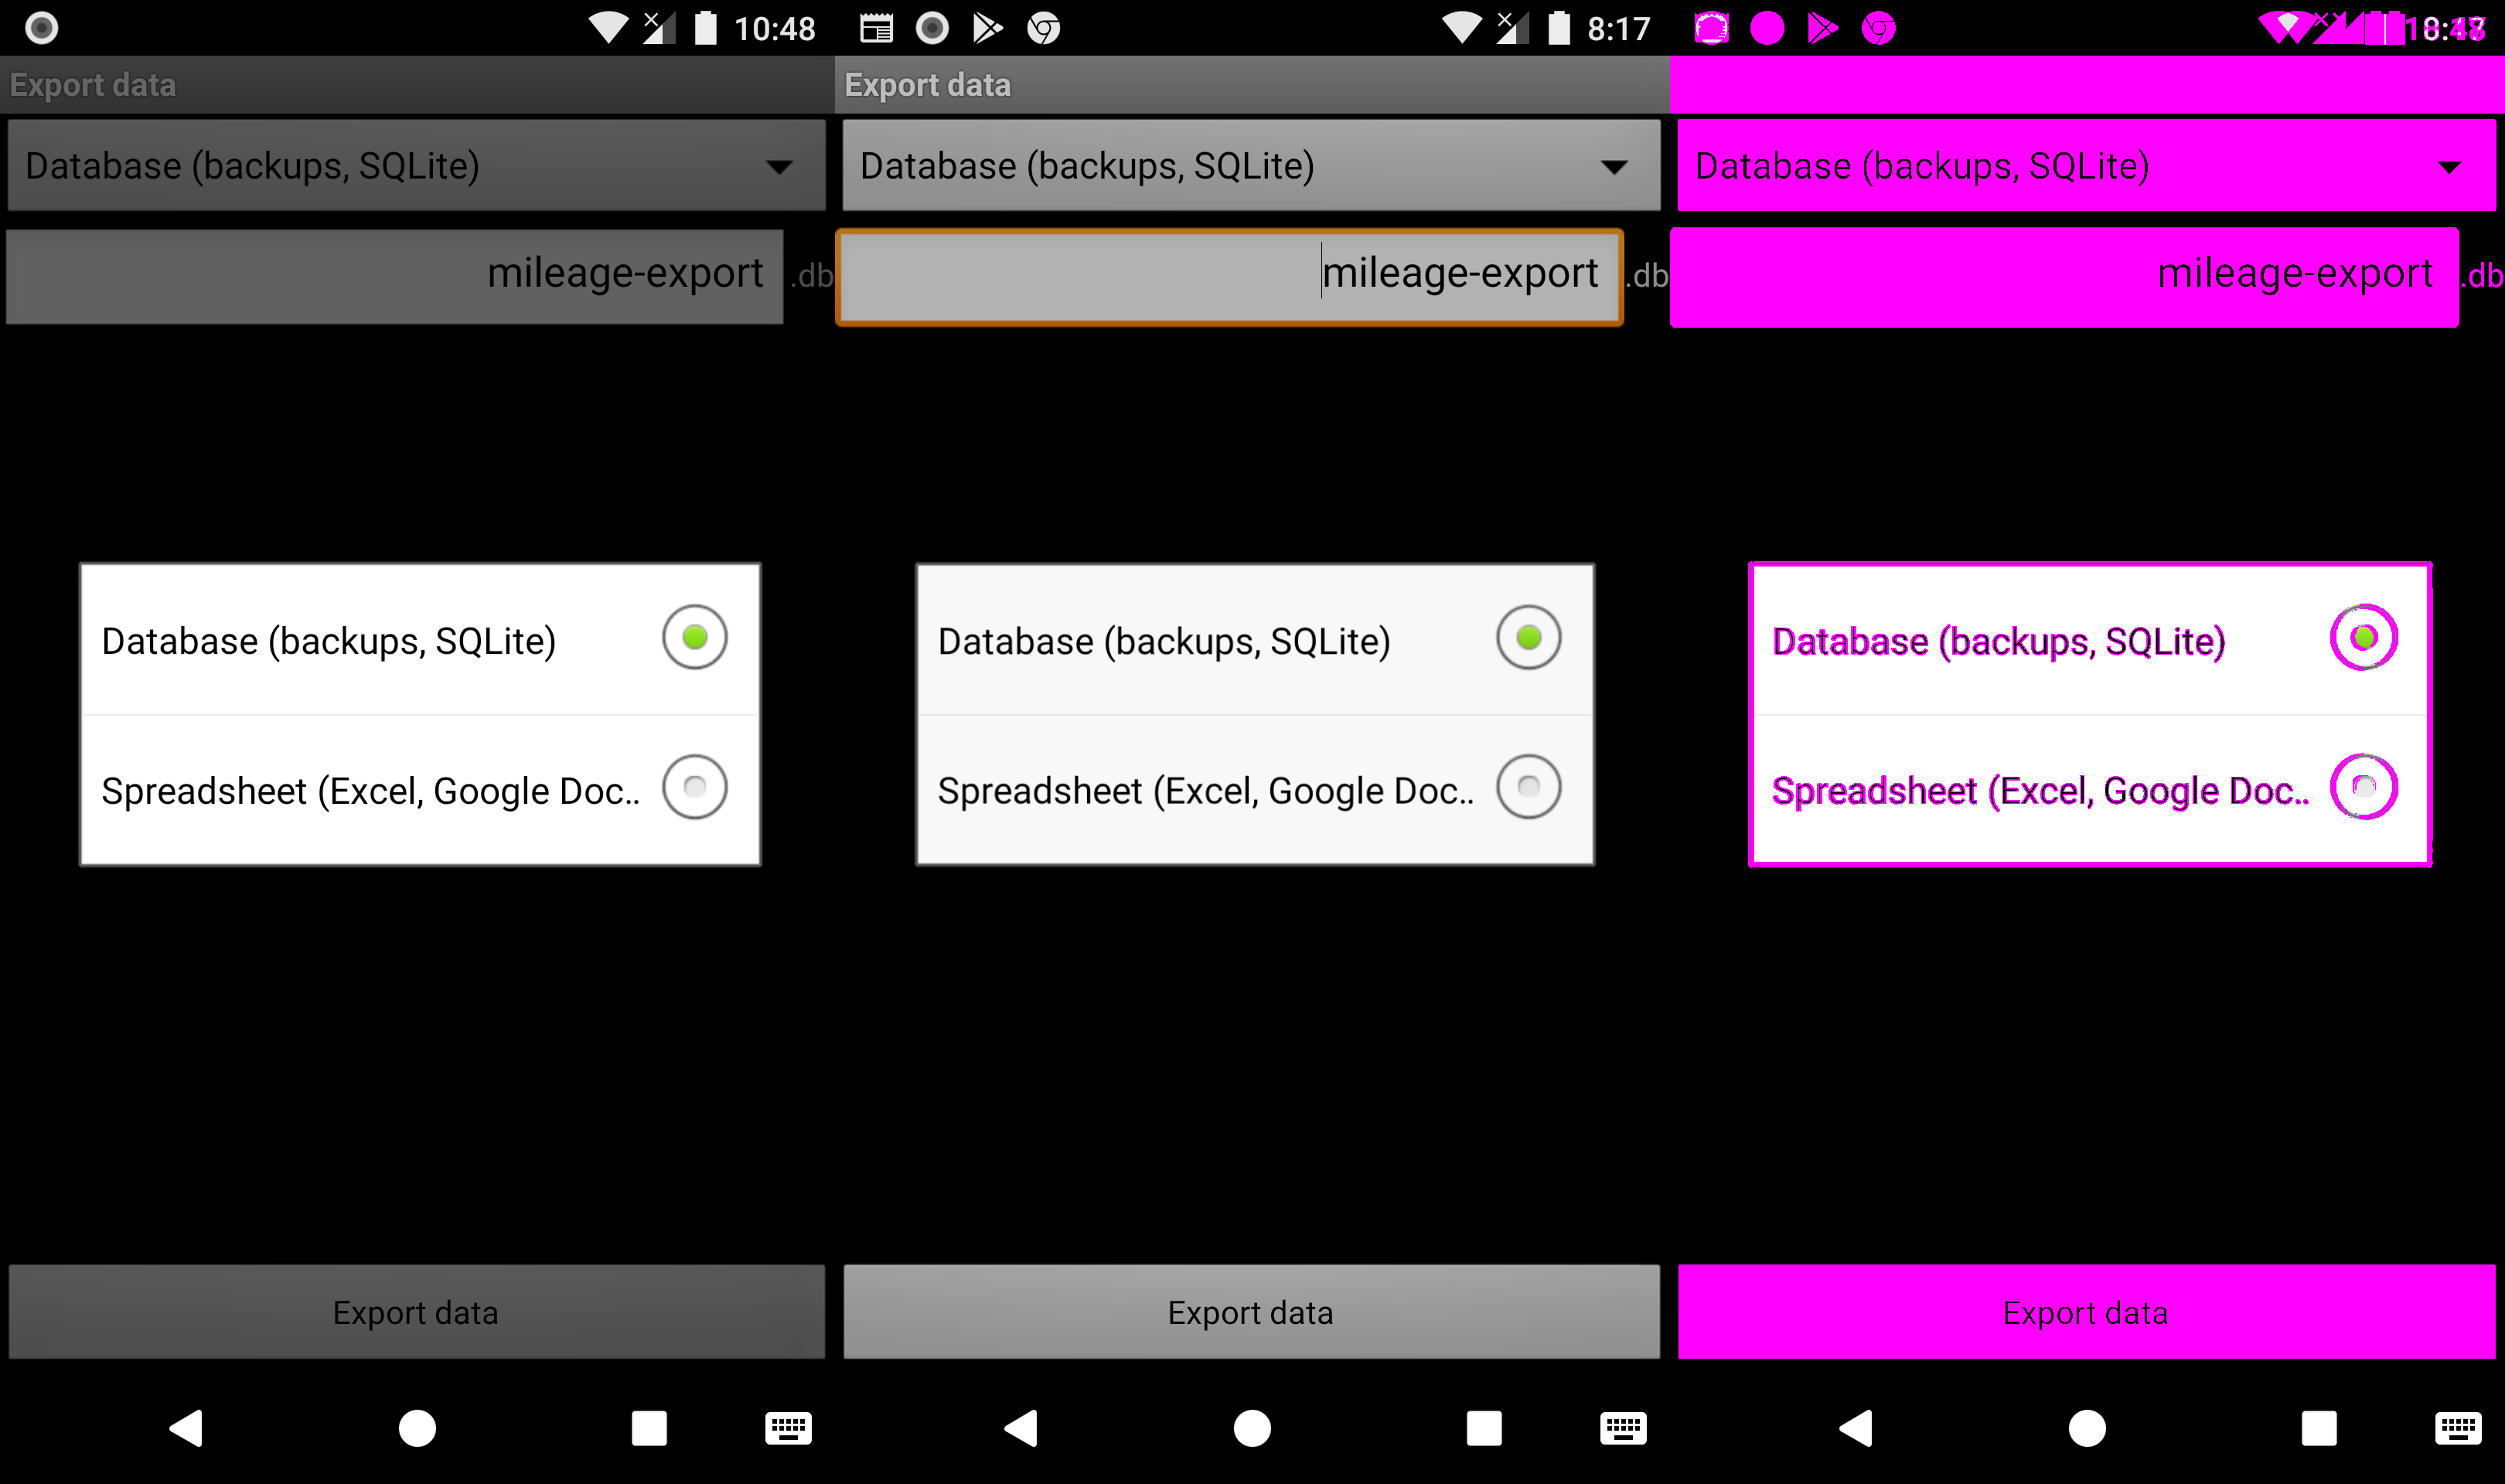 10:48
Export data
Database (backups, SQLite)
mileage-export .db
Database (backups, SQLite)
Spreadsheet (Excel, Google Doc..
Export data
8:17
Export data
Database (backups, SQLite)
mileage-export .db
Database (backups, SQLite)
Spreadsheet (Excel, Google Doc..
Export data
Database (backups, SQLite)
mileage-export .db
Database (backups, SQLite)
Spreadsheet (Excel, Google Doc..
Export data